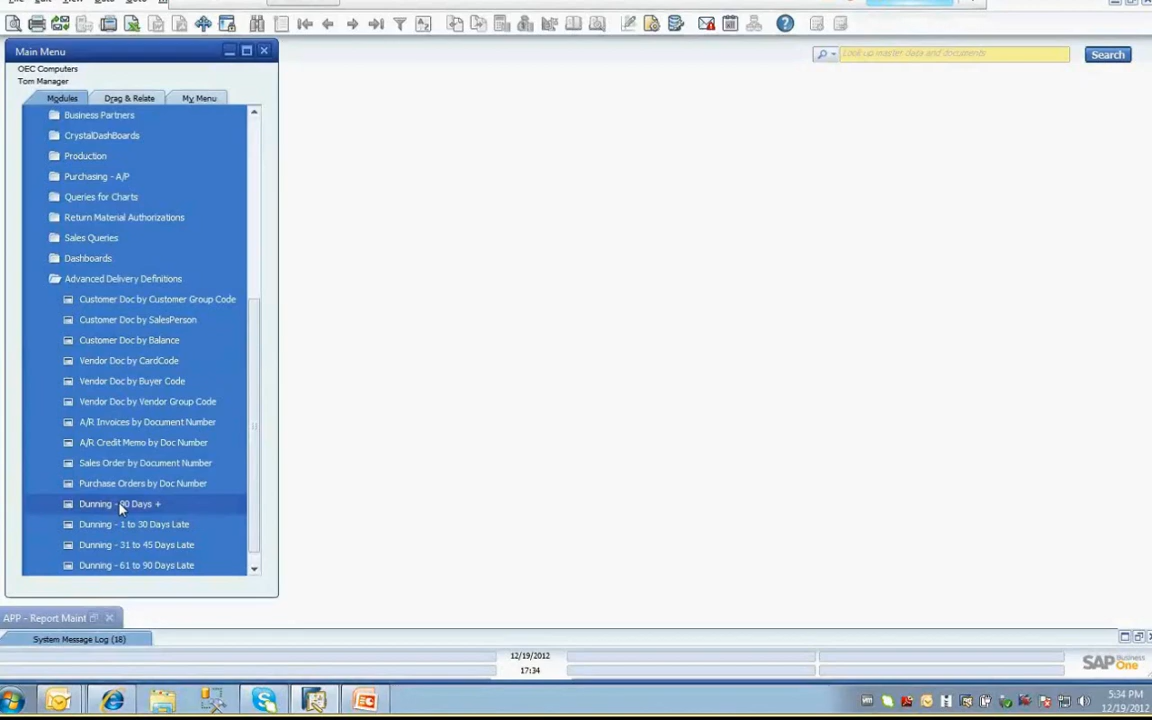 Main Menu
OEC Computers
Tom Manager
Modules
Drag & Relate
My Menu
Business Partners
CrystalDashBoards
Production
Purchasing - A/P
Queries for Charts
Return Material Authorizations
Sales Queries
Dashboards
Advanced Delivery Definitions
Customer Doc by Customer Group Code
Customer Doc by SalesPerson
Customer Doc by Balance
Vendor Doc by CardCode
Vendor Doc by Buyer Code
Vendor Doc by Vendor Group Code
A/R Invoices by Document Number
A/R Credit Memo by Doc Number
Sales Order by Document Number
Purchase Orders by Doc Number
Dunning - 90 Days +
Dunning - 1 to 30 Days Late
Dunning - 31 to 45 Days Late
Dunning - 61 to 90 Days Late
Look up master data and documents
Search
APP - Report Maint
System Message Log (18)
12/19/2012
17:34
SAP Business One
5:34 PM
12/19/2012